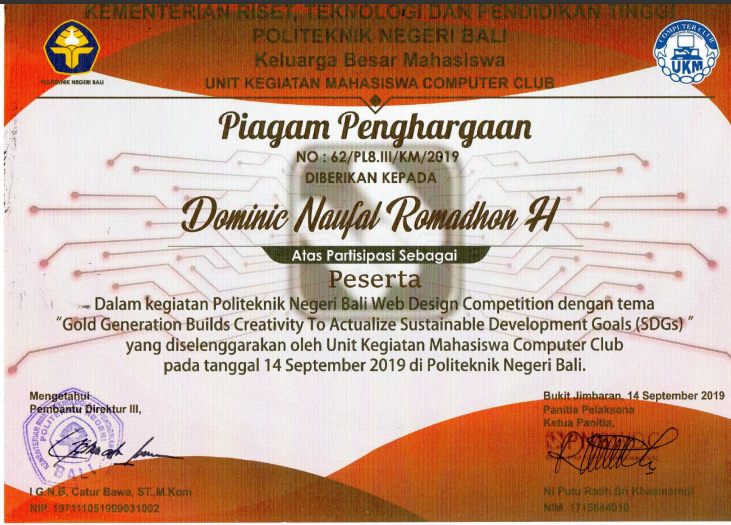 KEMENTERIAN RISET, TEKNOLOGI DAN PENDIDIKAN TINGGI
POLITEKNIK NEGERI BALI
Keluarga Besar Mahasiswa
UNIT KEGIATAN MAHASISWA COMPUTER CLUB
POLITEKNIK NEGERI BALI
COMPUTER CLUB
UKM
Piagam Penghargaan
NO : 62/PL8.III/KM/2019
DIBERIKAN KEPADA
Dominic Naufal Romadhon H
Atas Partisipasi Sebagai
Peserta
Dalam kegiatan Politeknik Negeri Bali Web Design Competition dengan tema
"Gold Generation Builds Creativity To Actualize Sustainable Development Goals (SDGs) "
yang diselenggarakan oleh Unit Kegiatan Mahasiswa Computer Club
pada tanggal 14 September 2019 di Politeknik Negeri Bali.
Mengetahui
Pembantu Direktur III,
BALI
I G.N.B. Catur Bawa, ST.,M.Kom
NIP. 197111051999031002
Bukit Jimbaran, 14 September 2019
Panitia Pelaksana
Ketua Panitia,
Ni Putu Ratih Sri
NIM.